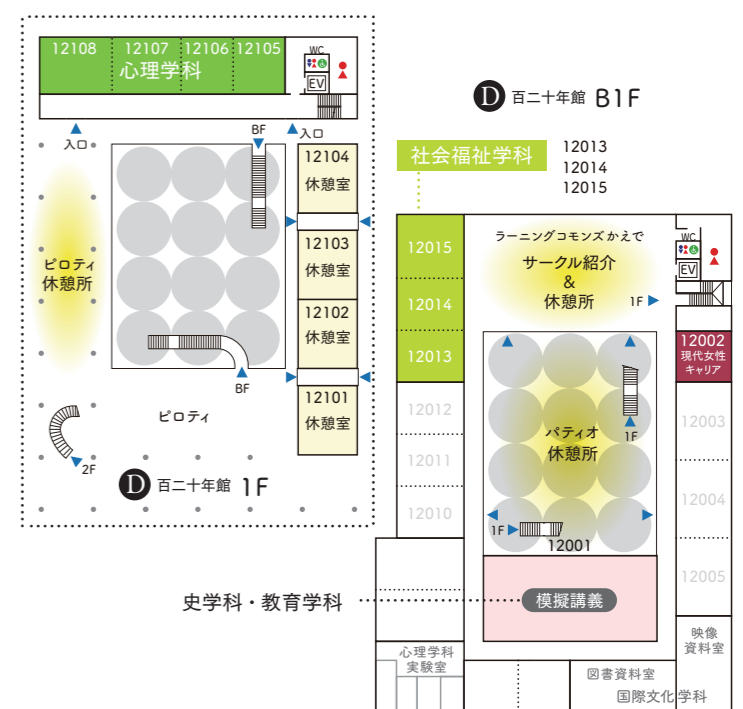 12108
12107
12106
12105
心理学科
WC
EV
入口
BF
入口
12104
休憩室
12103
休憩室
12102
休憩室
12101
休憩室
ピロティ
休憩所
BF
ピロティ
2F
D 百二十年館 1F
D 百二十年館 B1F
社会福祉学科
12013
12014
12015
12015
12014
12013
12012
12011
12010
ラーニングコモンズかえで
サークル紹介
&
休憩所
1F
WC
EV
12002
現代女性
キャリア
12003
12004
12005
パティオ
休憩所
1F
1F
12001
模擬講義
史学科・教育学科
心理学科
実験室
映像
資料室
図書資料室
国際文化学科